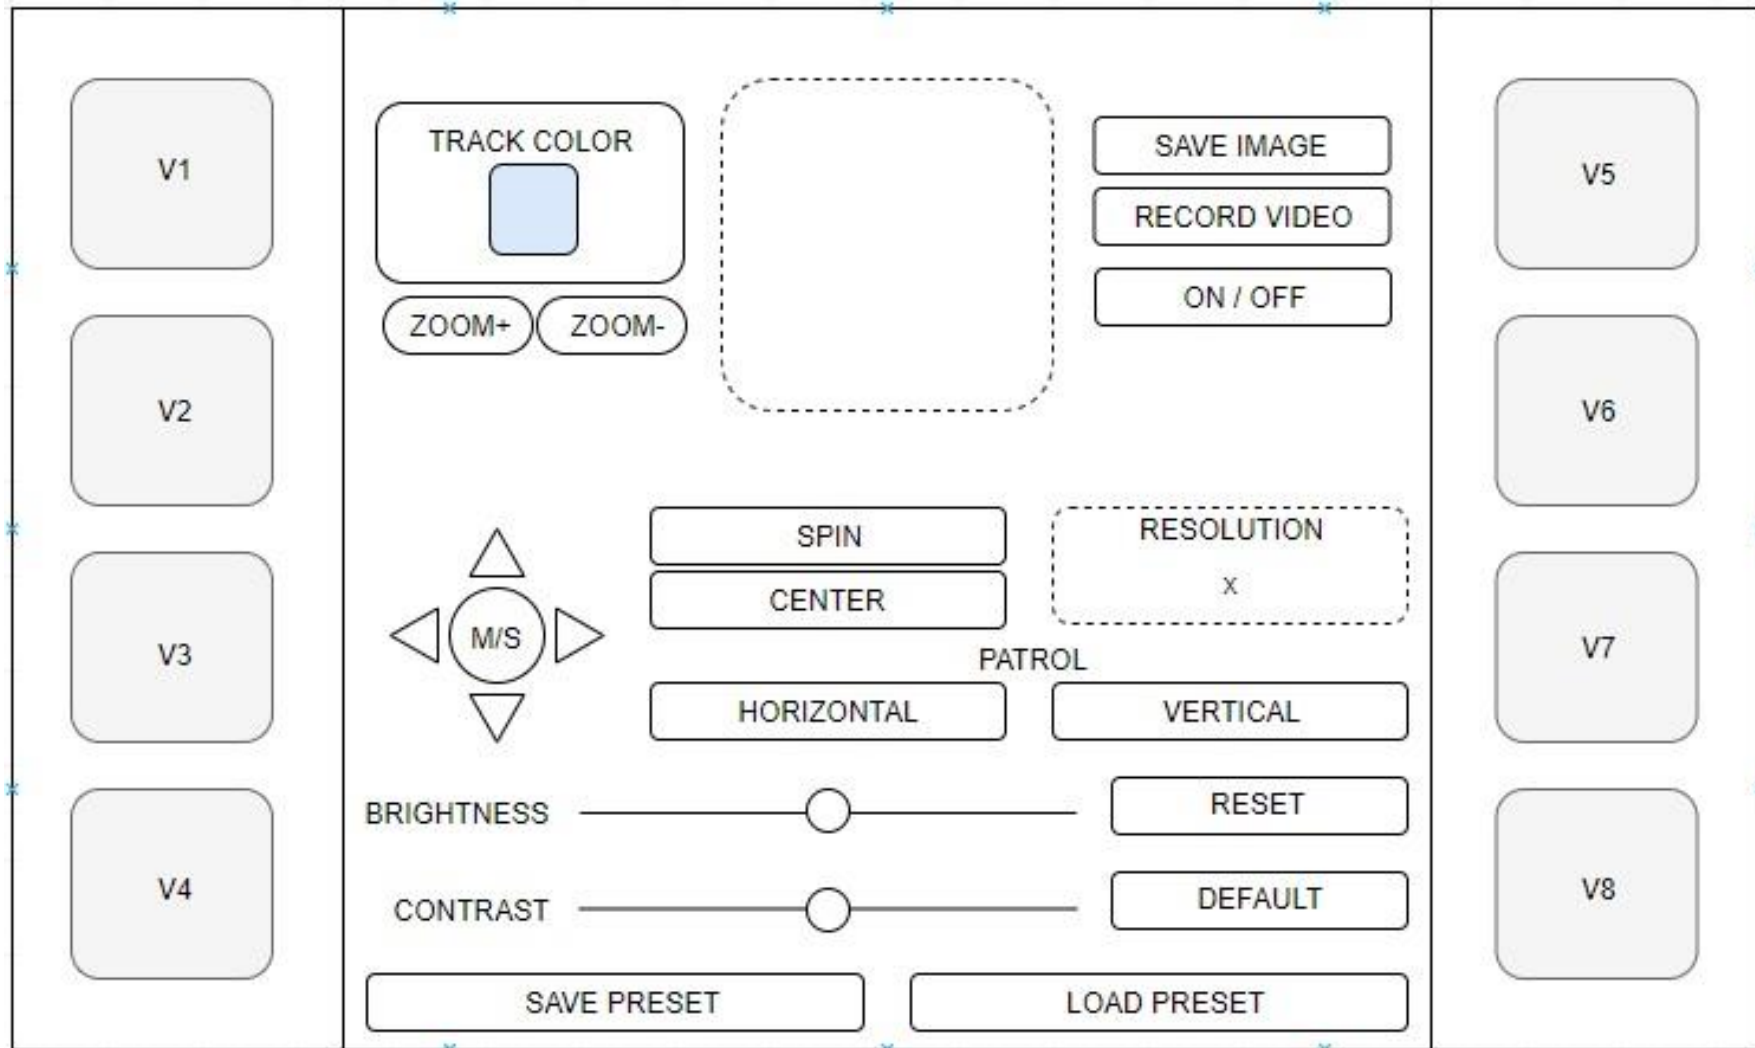 V1
V2
V3
V4
TRACK COLOR
ZOOM+
ZOOM-
SAVE IMAGE
RECORD VIDEO
ON / OFF
M/S
SPIN
CENTER
RESOLUTION
X
PATROL
HORIZONTAL
VERTICAL
BRIGHTNESS
RESET
CONTRAST
DEFAULT
SAVE PRESET
LOAD PRESET
V5
V6
V7
V8